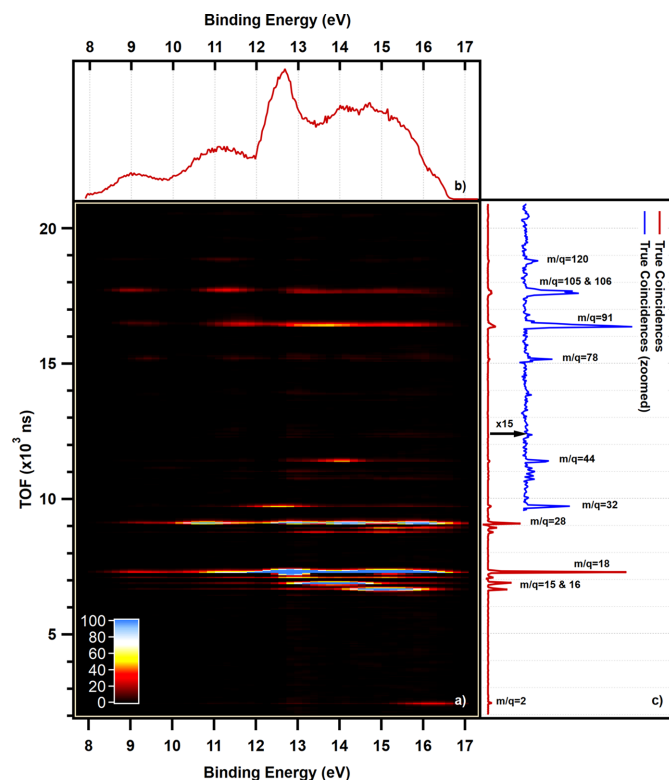 Binding Energy (eV)
8 9 10 11 12 13 14 15 16 17
b)
20
15
10
5
TOF (x10³ ns)
100
80
60
40
20
0
a)
True Coincidences
True Coincidences (zoomed)
m/q=120
m/q=105 & 106
m/q=91
m/q=78
x15
m/q=44
m/q=32
m/q=28
m/q=18
m/q=15 & 16
m/q=2
c)
8 9 10 11 12 13 14 15 16 17
Binding Energy (eV)